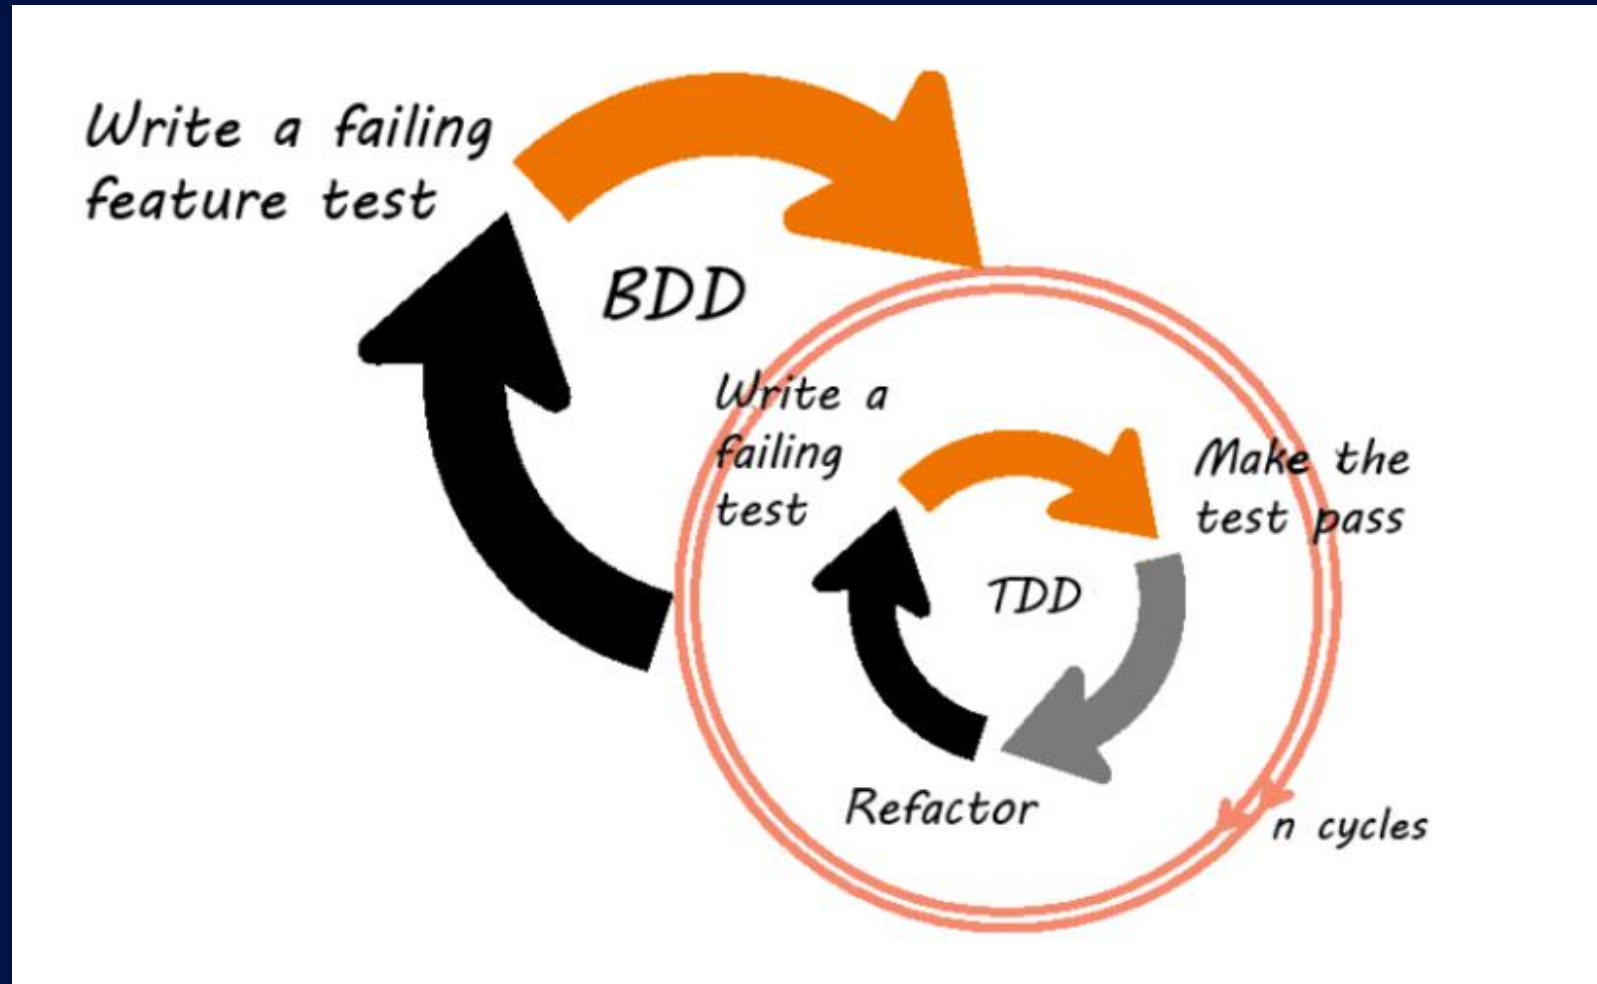 Write a failing
feature test
BDD
Write a
failing
test
Make the
test pass
TDD
Refactor
n cycles